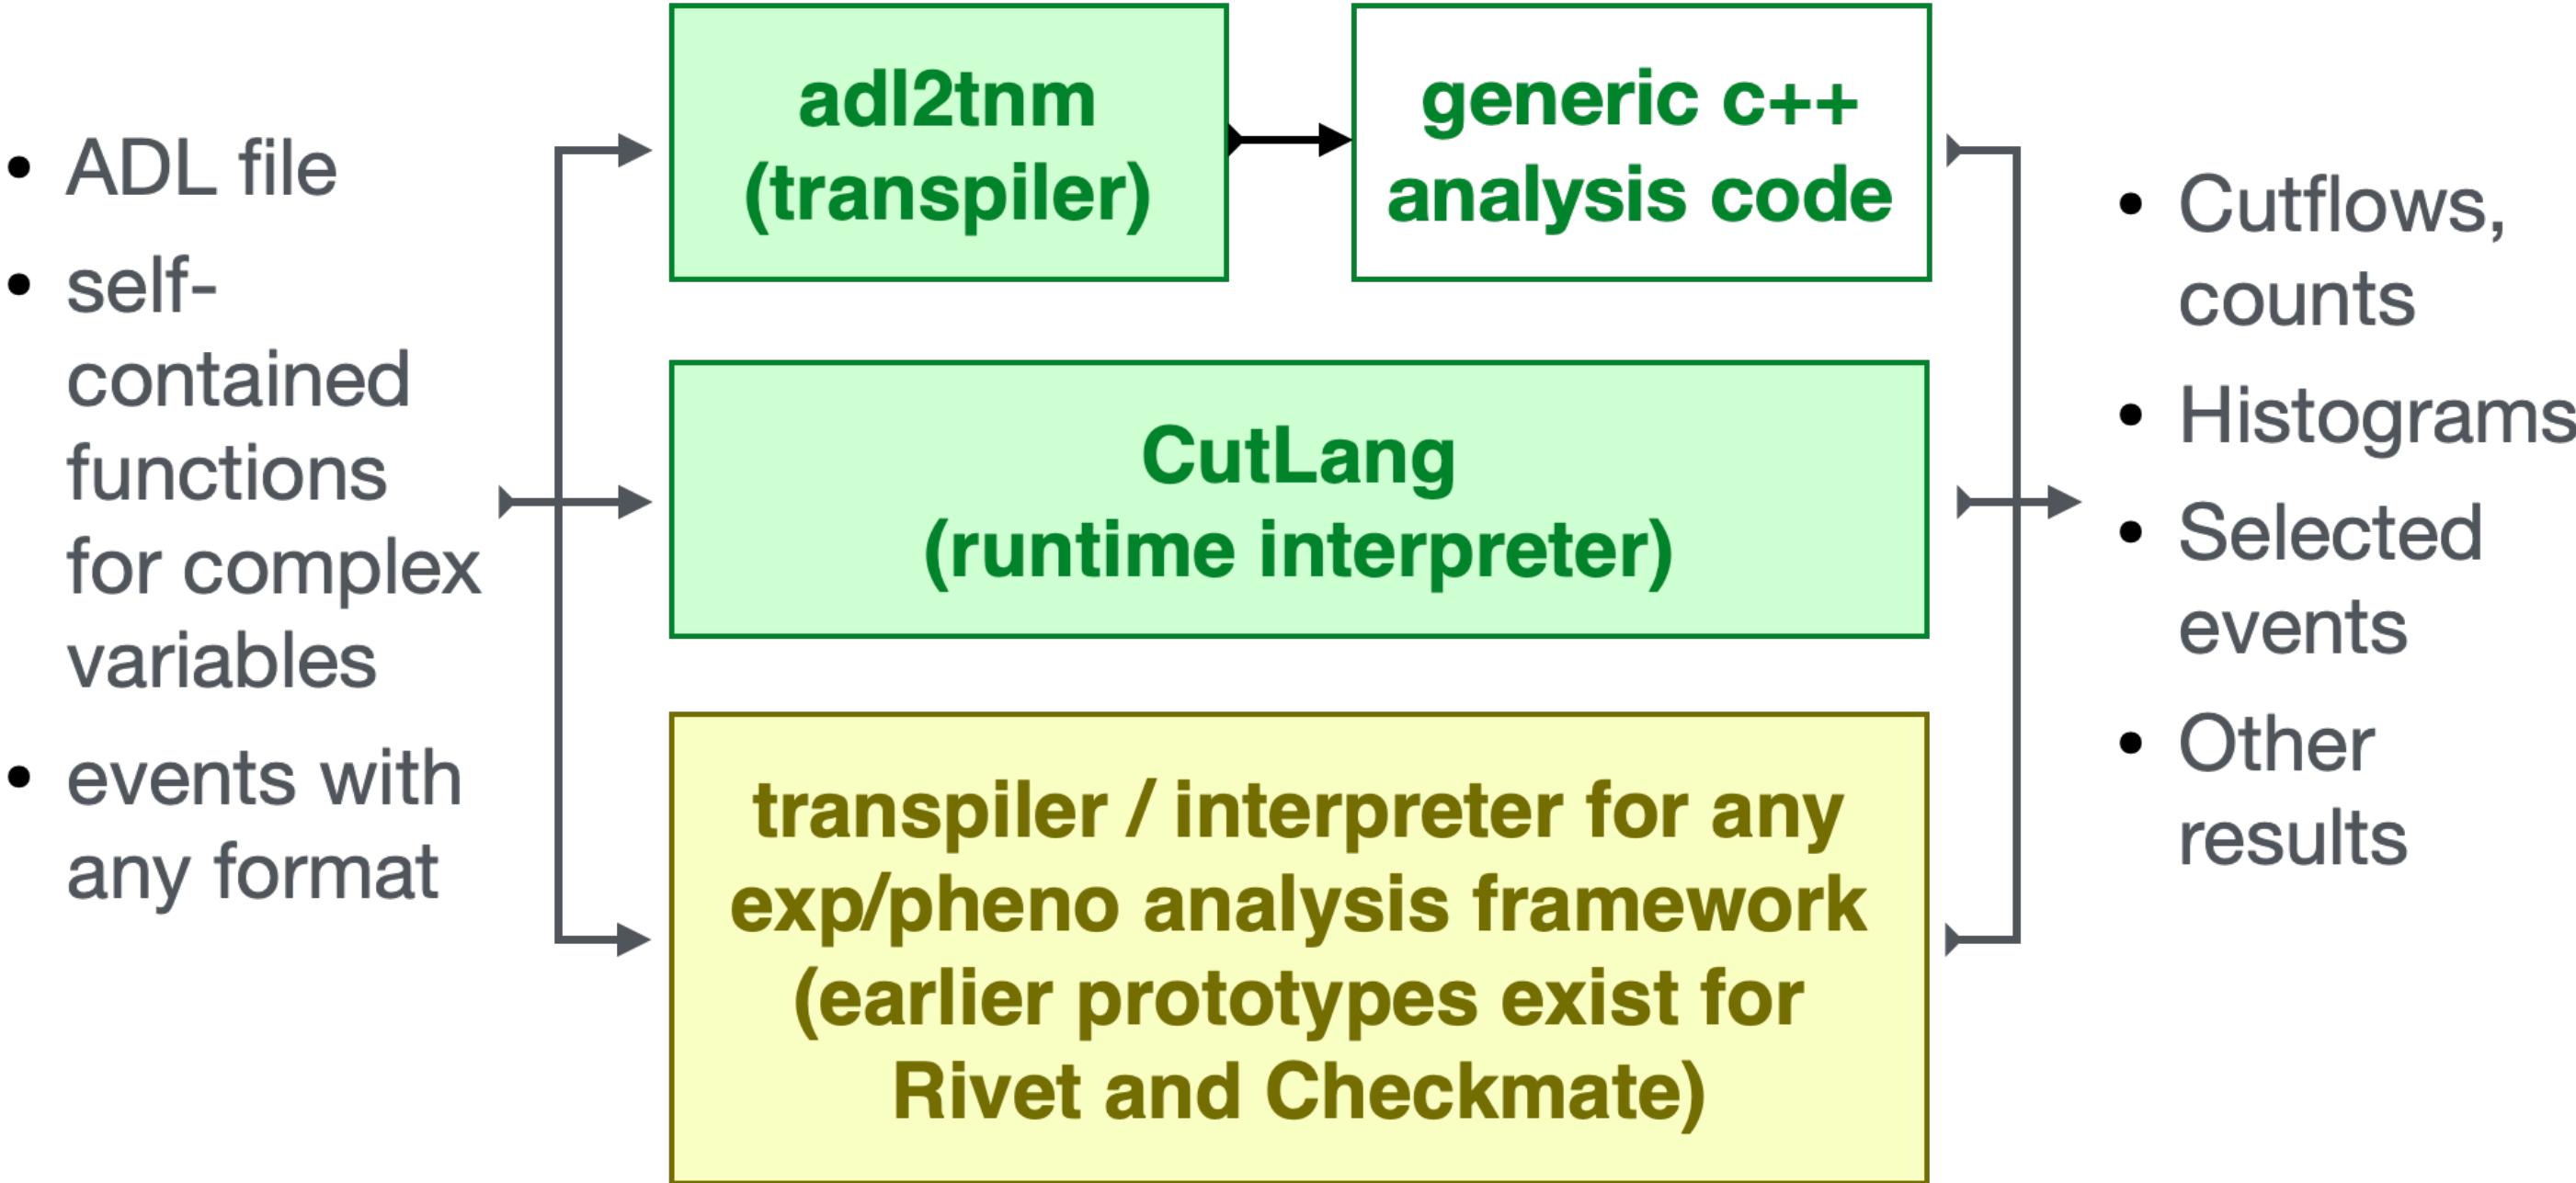 • ADL file
• self-
contained
functions
for complex
variables
• events with
any format
adl2tnm
(transpiler)
generic c++
analysis code
CutLang
(runtime interpreter)
transpiler / interpreter for any
exp/pheno analysis framework
(earlier prototypes exist for
Rivet and Checkmate)
• Cutflows,
counts
• Histograms
• Selected
events
• Other
results